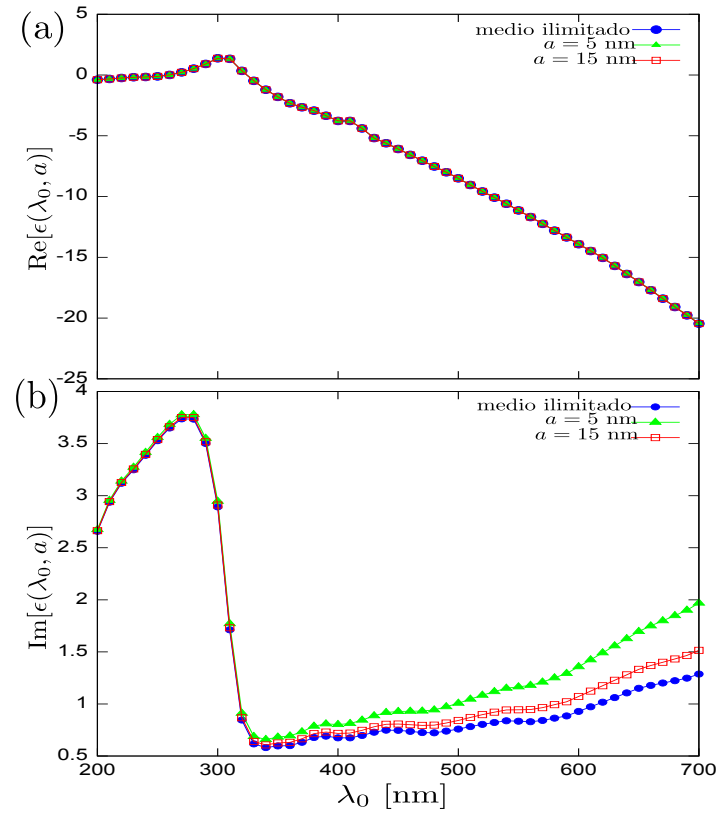 (a)
5
0
-5
-10
-15
-20
-25
Re[ϵ(λ₀, a)]
medio ilimitado
a = 5 nm
a = 15 nm
(b)
4
3.5
3
2.5
2
1.5
1
0.5
Im[ϵ(λ₀, a)]
medio ilimitado
a = 5 nm
a = 15 nm
200 300 400 500 600 700
λ₀ [nm]